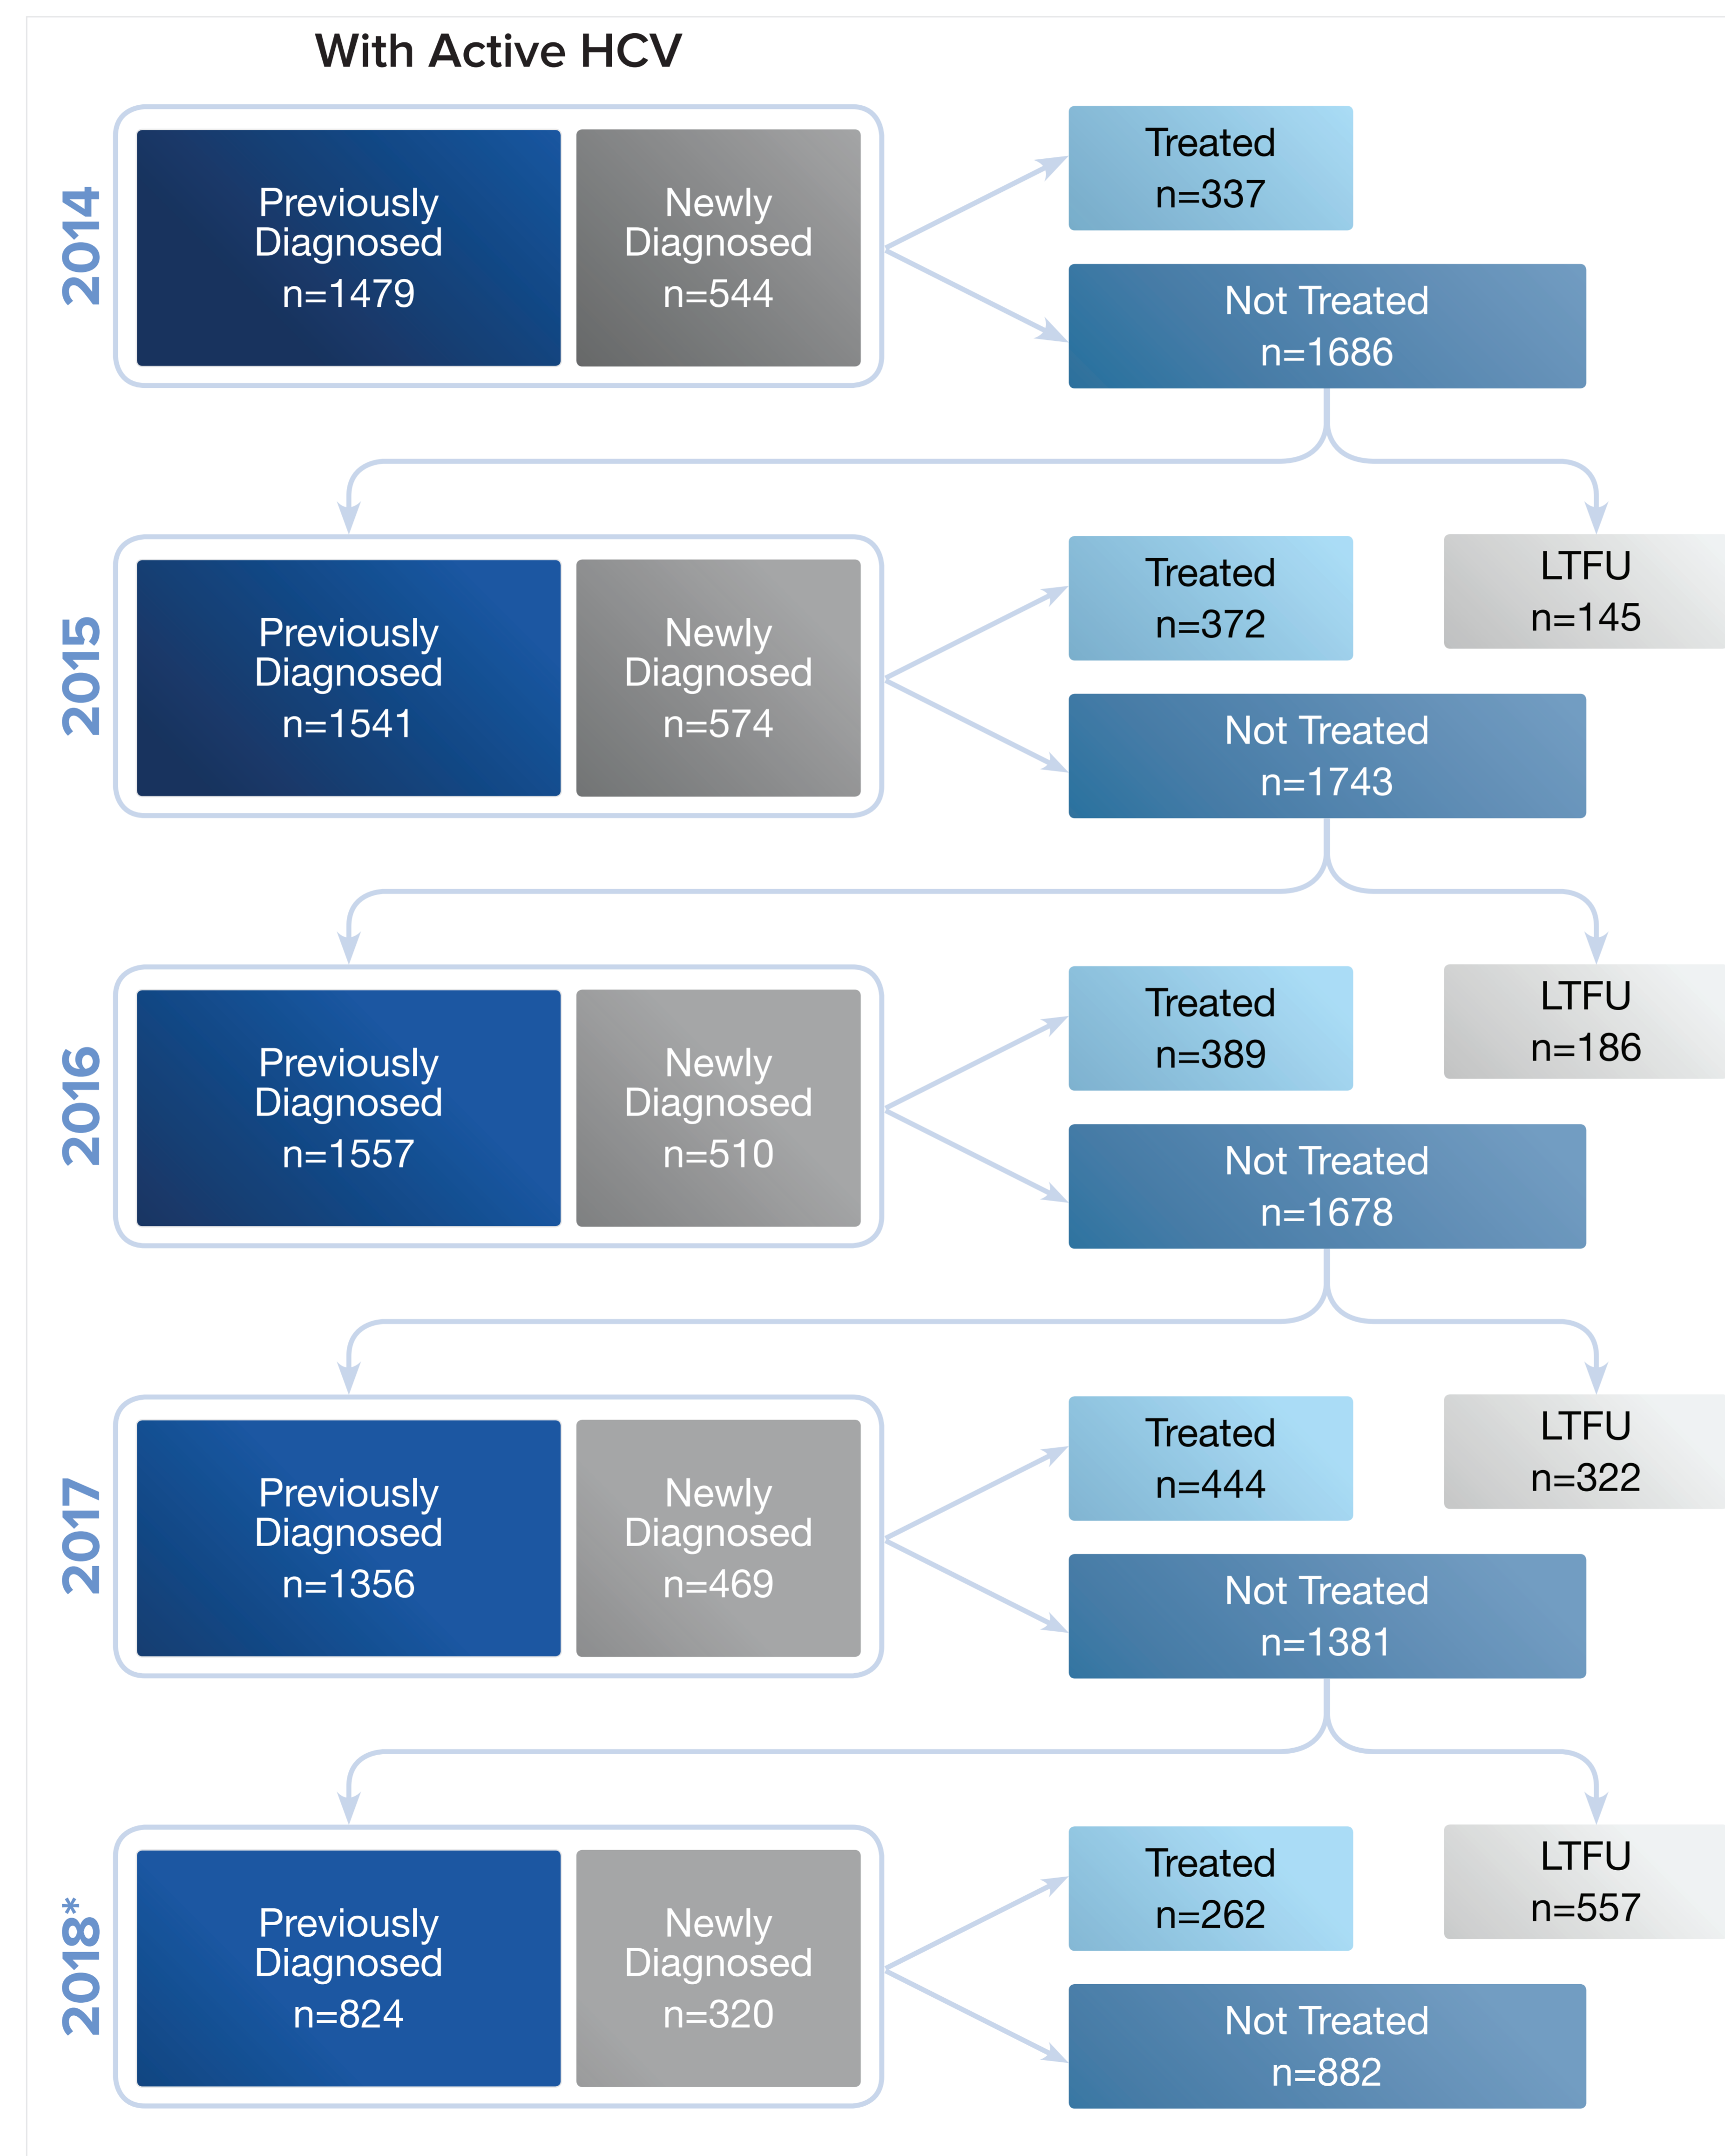 With Active HCV
2014
Previously
Diagnosed
n=1479
Newly
Diagnosed
n=544
Treated
n=337
Not Treated
n=1686
2015
Previously
Diagnosed
n=1541
Newly
Diagnosed
n=574
Treated
n=372
LTFU
n=145
Not Treated
n=1743
2016
Previously
Diagnosed
n=1557
Newly
Diagnosed
n=510
Treated
n=389
LTFU
n=186
Not Treated
n=1678
2017
Previously
Diagnosed
n=1356
Newly
Diagnosed
n=469
Treated
n=444
LTFU
n=322
Not Treated
n=1381
2018*
Previously
Diagnosed
n=824
Newly
Diagnosed
n=320
Treated
n=262
LTFU
n=557
Not Treated
n=882